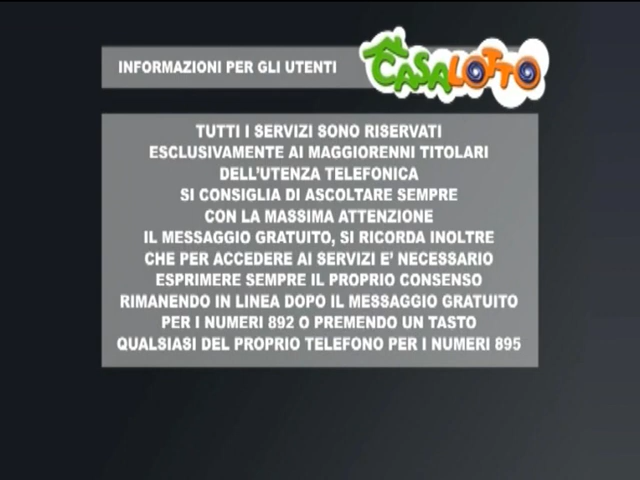 INFORMAZIONI PER GLI UTENTI
CASALOTTO
TUTTI I SERVIZI SONO RISERVATI
ESCLUSIVAMENTE AI MAGGIORENNI TITOLARI
DELL'UTENZA TELEFONICA
SI CONSIGLIA DI ASCOLTARE SEMPRE
CON LA MASSIMA ATTENZIONE
IL MESSAGGIO GRATUITO, SI RICORDA INOLTRE
CHE PER ACCEDERE AI SERVIZI E' NECESSARIO
ESPRIMERE SEMPRE IL PROPRIO CONSENSO
RIMANENDO IN LINEA DOPO IL MESSAGGIO GRATUITO
PER I NUMERI 892 O PREMENDO UN TASTO
QUALSIASI DEL PROPRIO TELEFONO PER I NUMERI 895